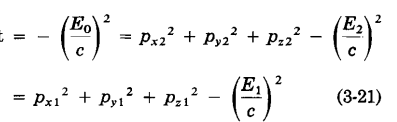 t = − (E₀/c)² = pₓ₂² + p_y₂² + p_z₂² − (E₂/c)²
= pₓ₁² + p_y₁² + p_z₁² − (E₁/c)² (3-21)